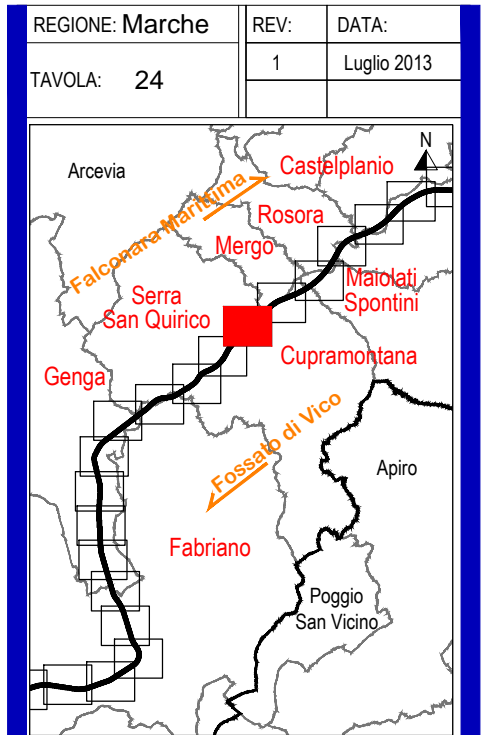 REGIONE: Marche
REV:
DATA:
1
Luglio 2013
TAVOLA: 24
N
Arcevia
Castelplanio
Falconara Marittima
Rosora
Mergo
Maiolati
Spontini
Serra
San Quirico
Cupramontana
Genga
Fossato di Vico
Apiro
Fabriano
Poggio
San Vicino